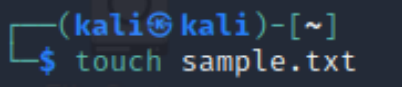 ┌──(kali㉿kali)-[~]
└─$ touch sample.txt